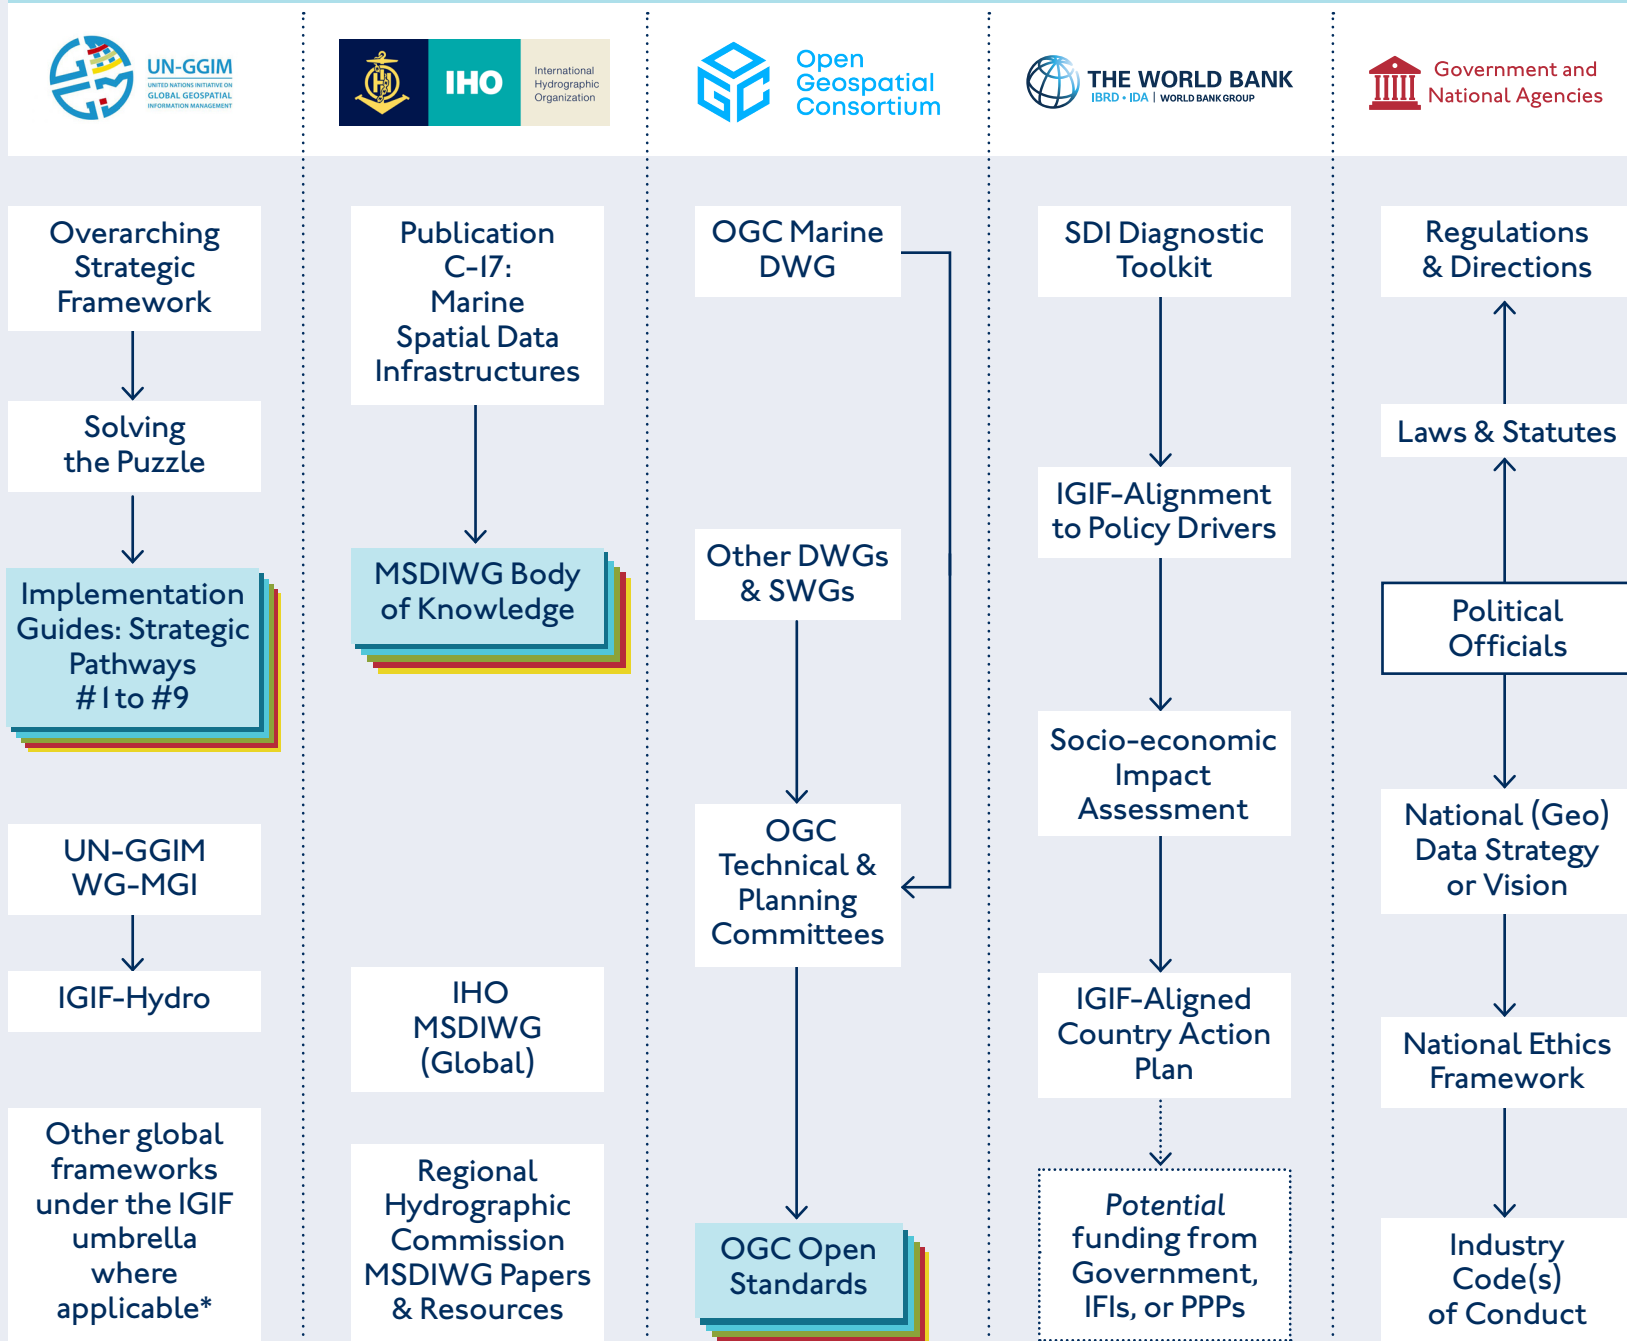 UN-GGIM
UNITED NATIONS INITIATIVE ON
GLOBAL GEOSPATIAL
INFORMATION MANAGEMENT
IHO
International
Hydrographic
Organization
Open
Geospatial
Consortium
THE WORLD BANK
IBRD • IDA | WORLD BANK GROUP
Government and
National Agencies
Overarching
Strategic
Framework
Solving
the Puzzle
Implementation
Guides: Strategic
Pathways
#1 to #9
UN-GGIM
WG-MGI
IGIF-Hydro
Other global
frameworks
under the IGIF
umbrella
where
applicable*
Publication
C-17:
Marine
Spatial Data
Infrastructures
MSDIWG Body
of Knowledge
IHO
MSDIWG
(Global)
Regional
Hydrographic
Commission
MSDIWG Papers
& Resources
OGC Marine
DWG
Other DWGs
& SWGs
OGC
Technical &
Planning
Committees
OGC Open
Standards
SDI Diagnostic
Toolkit
IGIF-Alignment
to Policy Drivers
Socio-economic
Impact
Assessment
IGIF-Aligned
Country Action
Plan
Potential
funding from
Government,
IFIs, or PPPs
Regulations
& Directions
Laws & Statutes
Political
Officials
National (Geo)
Data Strategy
or Vision
National Ethics
Framework
Industry
Code(s)
of Conduct